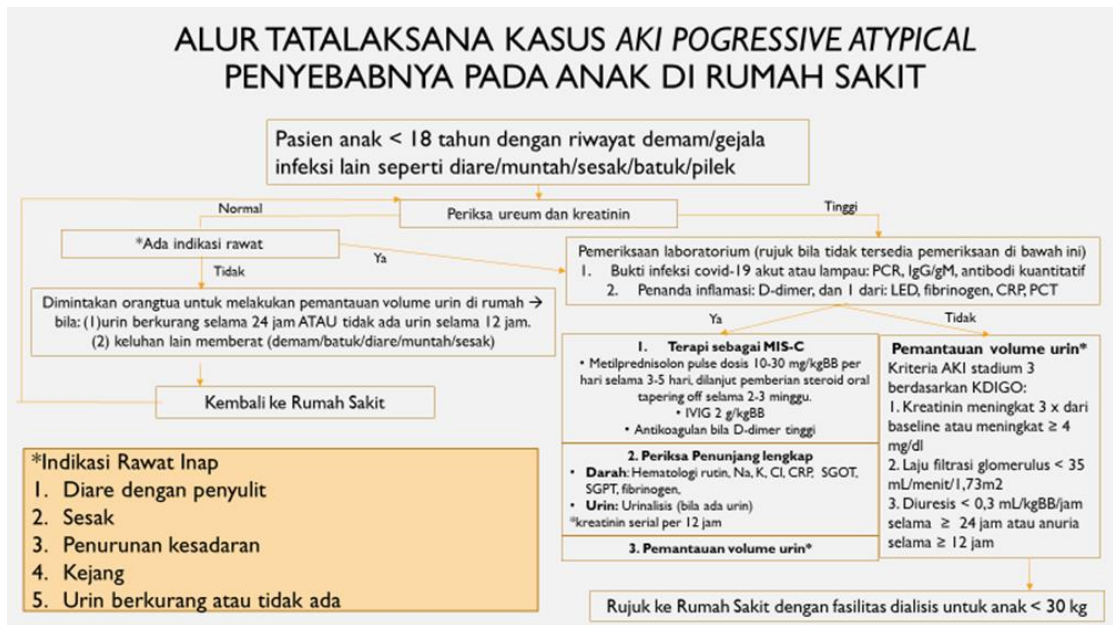 ALUR TATALAKSANA KASUS AKI POGRESSIVE ATYPICAL
PENYEBABNYA PADA ANAK DI RUMAH SAKIT
Pasien anak < 18 tahun dengan riwayat demam/gejala
infeksi lain seperti diare/muntah/sesak/batuk/pilek
Normal
Periksa ureum dan kreatinin
Tinggi
*Ada indikasi rawat
Ya
Tidak
Pemeriksaan laboratorium (rujuk bila tidak tersedia pemeriksaan di bawah ini)
1. Bukti infeksi covid-19 akut atau lampau: PCR, IgG/gM, antibodi kuantitatif
2. Penanda inflamasi: D-dimer, dan 1 dari: LED, fibrinogen, CRP, PCT
Dimintakan orangtua untuk melakukan pemantauan volume urin di rumah →
bila: (1)urin berkurang selama 24 jam ATAU tidak ada urin selama 12 jam.
(2) keluhan lain memberat (demam/batuk/diare/muntah/sesak)
Kembali ke Rumah Sakit
Ya
Tidak
1. Terapi sebagai MIS-C
• Metilprednisolon pulse dosis 10-30 mg/kgBB per
hari selama 3-5 hari, dilanjut pemberian steroid oral
tapering off selama 2-3 minggu.
• IVIG 2 g/kgBB
• Antikoagulan bila D-dimer tinggi
2. Periksa Penunjang lengkap
• Darah: Hematologi rutin, Na, K, Cl, CRP, SGOT,
SGPT, fibrinogen,
• Urin: Urinalisis (bila ada urin)
*kreatinin serial per 12 jam
3. Pemantauan volume urin*
Pemantauan volume urin*
Kriteria AKI stadium 3
berdasarkan KDIGO:
1. Kreatinin meningkat 3 x dari
baseline atau meningkat ≥ 4
mg/dl
2. Laju filtrasi glomerulus < 35
mL/menit/1,73m2
3. Diuresis < 0,3 mL/kgBB/jam
selama ≥ 24 jam atau anuria
selama ≥ 12 jam
*Indikasi Rawat Inap
1. Diare dengan penyulit
2. Sesak
3. Penurunan kesadaran
4. Kejang
5. Urin berkurang atau tidak ada
Rujuk ke Rumah Sakit dengan fasilitas dialisis untuk anak < 30 kg